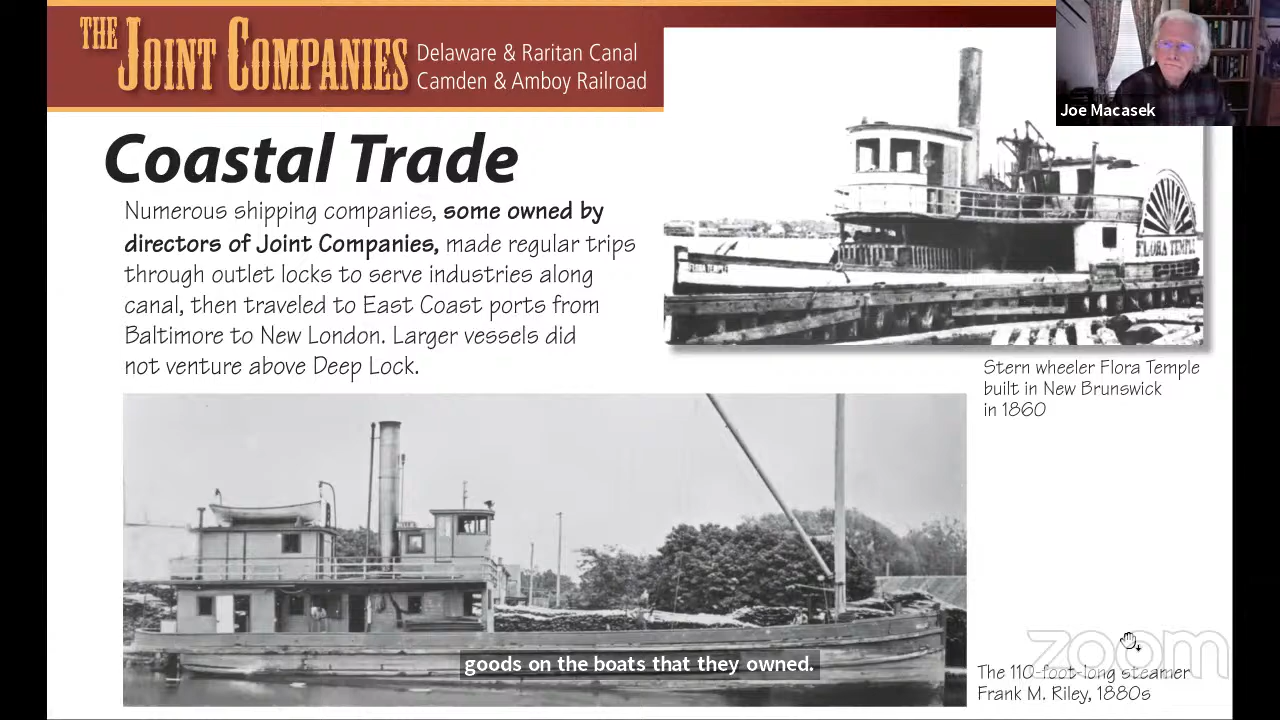 THE JOINT COMPANIES
Delaware & Raritan Canal
Camden & Amboy Railroad
Joe Macasek
Coastal Trade
Numerous shipping companies, some owned by
directors of Joint Companies, made regular trips
through outlet locks to serve industries along
canal, then traveled to East Coast ports from
Baltimore to New London. Larger vessels did
not venture above Deep Lock.
FLORA TEMPLE
FLORA TEMPLE
Stern wheeler Flora Temple
built in New Brunswick
in 1860
goods on the boats that they owned.
zoom
The 110-foot-long steamer
Frank M. Riley, 1880s